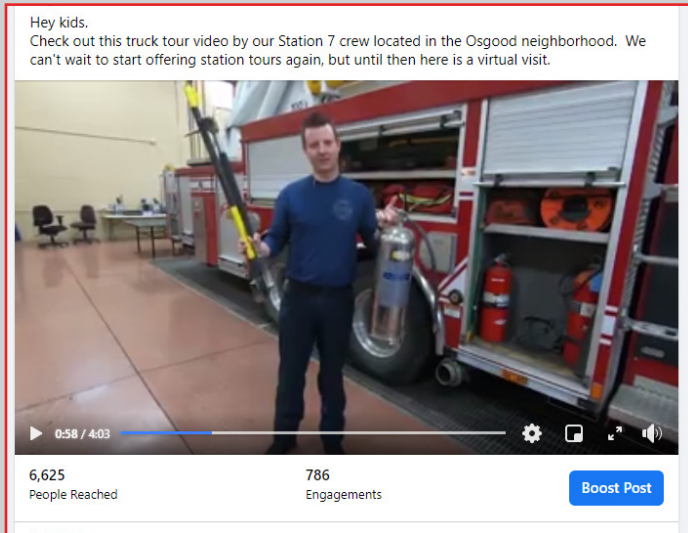 Hey kids.
Check out this truck tour video by our Station 7 crew located in the Osgood neighborhood.  We
can't wait to start offering station tours again, but until then here is a virtual visit.
0:58 / 4:03
6,625
People Reached
786
Engagements
Boost Post